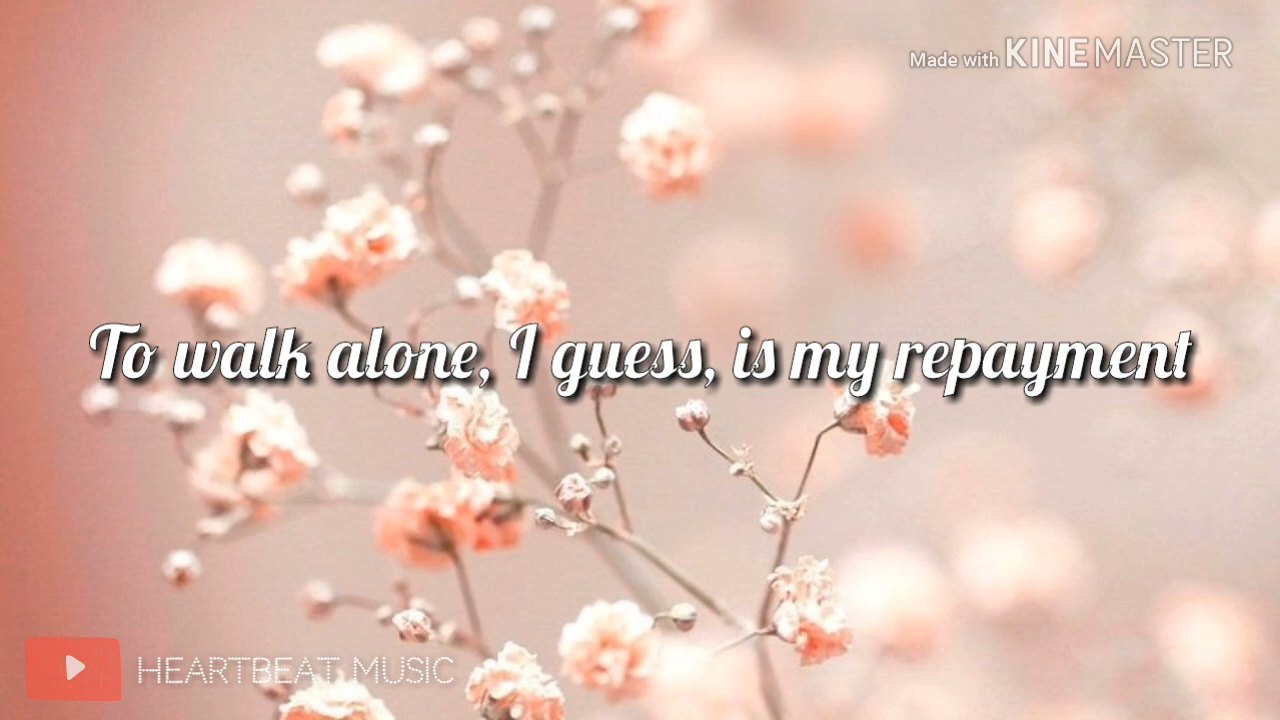 Made with KINEMASTER
To walk alone, I guess, is my repayment
HEARTBEAT MUSIC